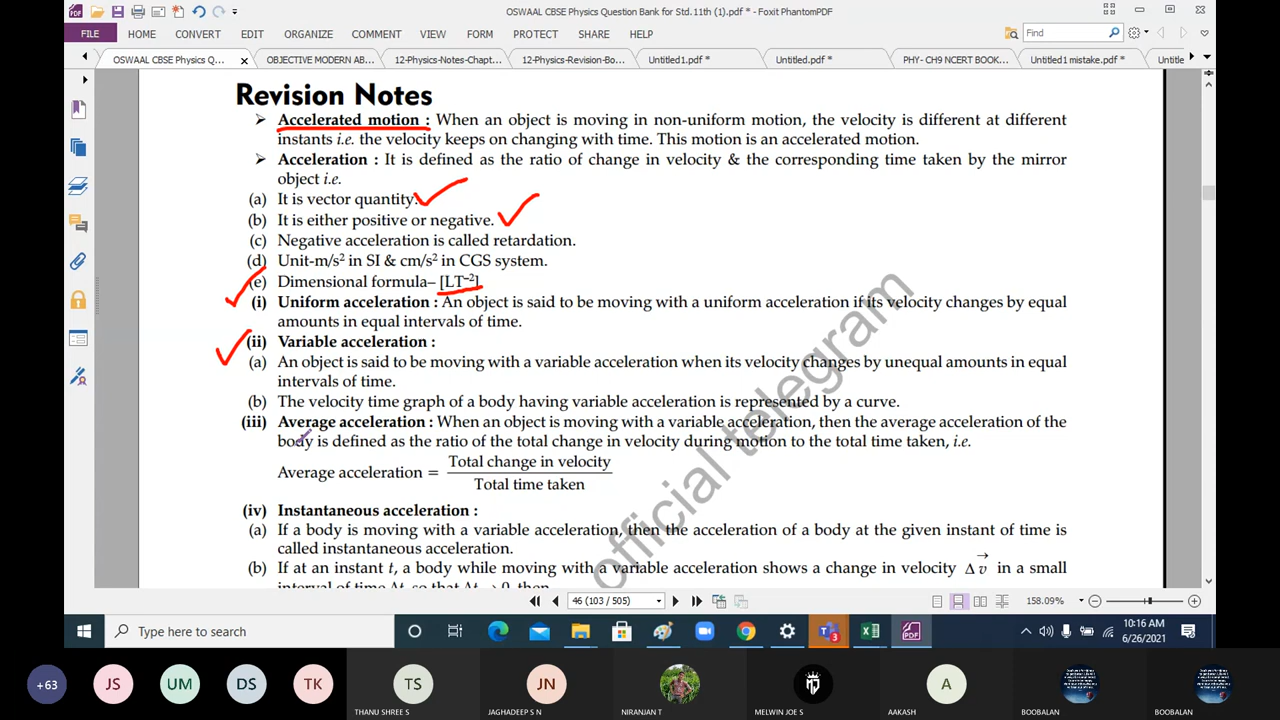 OSWAAL CBSE Physics Question Bank for Std.11th (1).pdf * - Foxit PhantomPDF
FILE HOME CONVERT EDIT ORGANIZE COMMENT VIEW FORM PROTECT SHARE HELP Find
OSWAAL CBSE Physics Q... OBJECTIVE MODERN AB... 12-Physics-Notes-Chapt... 12-Physics-Revision-Bo... Untitled1.pdf * Untitled.pdf * PHY- CH9 NCERT BOOK... Untitled1 mistake.pdf * Untitle
Revision Notes
➢ Accelerated motion : When an object is moving in non-uniform motion, the velocity is different at different
instants i.e. the velocity keeps on changing with time. This motion is an accelerated motion.
➢ Acceleration : It is defined as the ratio of change in velocity & the corresponding time taken by the mirror
object i.e.
(a) It is vector quantity.
(b) It is either positive or negative.
(c) Negative acceleration is called retardation.
(d) Unit-m/s² in SI & cm/s² in CGS system.
(e) Dimensional formula– [LT⁻²]
(i) Uniform acceleration : An object is said to be moving with a uniform acceleration if its velocity changes by equal
amounts in equal intervals of time.
(ii) Variable acceleration :
(a) An object is said to be moving with a variable acceleration when its velocity changes by unequal amounts in equal
intervals of time.
(b) The velocity time graph of a body having variable acceleration is represented by a curve.
(iii) Average acceleration : When an object is moving with a variable acceleration, then the average acceleration of the
body is defined as the ratio of the total change in velocity during motion to the total time taken, i.e.
Average acceleration = Total change in velocity
Total time taken
(iv) Instantaneous acceleration :
(a) If a body is moving with a variable acceleration, then the acceleration of a body at the given instant of time is
called instantaneous acceleration.
(b) If at an instant t, a body while moving with a variable acceleration shows a change in velocity Δv⃗ in a small
official telegram
46 (103 / 505) 158.09%
Type here to search
3
10:16 AM
6/26/2021
+63 JS UM DS TK TS JN A
THANU SHREE S JAGHADEEP S N NIRANJAN T MELWIN JOE S AAKASH BOOBALAN BOOBALAN